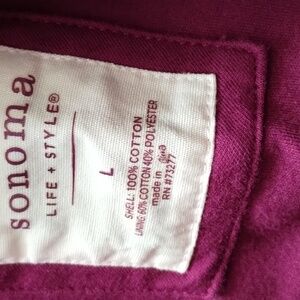 sonoma
LIFE + STYLE®
L
SHELL: 100% COTTON
LINING: 60% COTTON 40% POLYESTER
made in
RN #73277